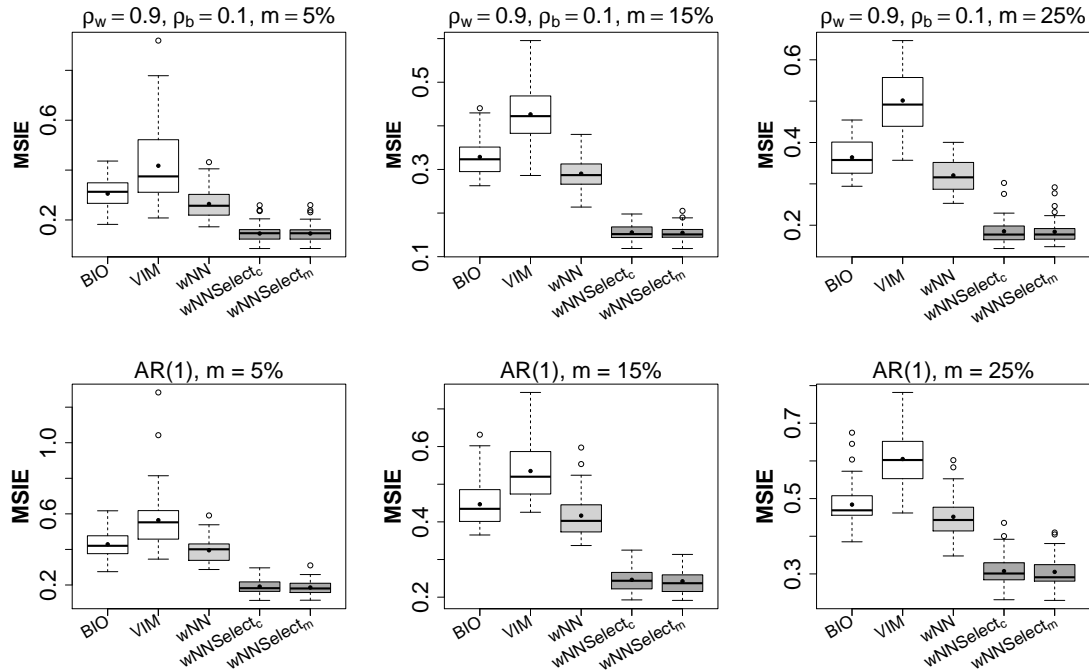 ρw = 0.9, ρb = 0.1, m = 5%
MSIE
0.6
0.2
BIO
VIM
wNN
wNNSelectc
wNNSelectm
ρw = 0.9, ρb = 0.1, m = 15%
MSIE
0.5
0.3
0.1
BIO
VIM
wNN
wNNSelectc
wNNSelectm
ρw = 0.9, ρb = 0.1, m = 25%
MSIE
0.6
0.4
0.2
BIO
VIM
wNN
wNNSelectc
wNNSelectm
AR(1), m = 5%
MSIE
1.0
0.6
0.2
BIO
VIM
wNN
wNNSelectc
wNNSelectm
AR(1), m = 15%
MSIE
0.6
0.4
0.2
BIO
VIM
wNN
wNNSelectc
wNNSelectm
AR(1), m = 25%
MSIE
0.7
0.5
0.3
BIO
VIM
wNN
wNNSelectc
wNNSelectm